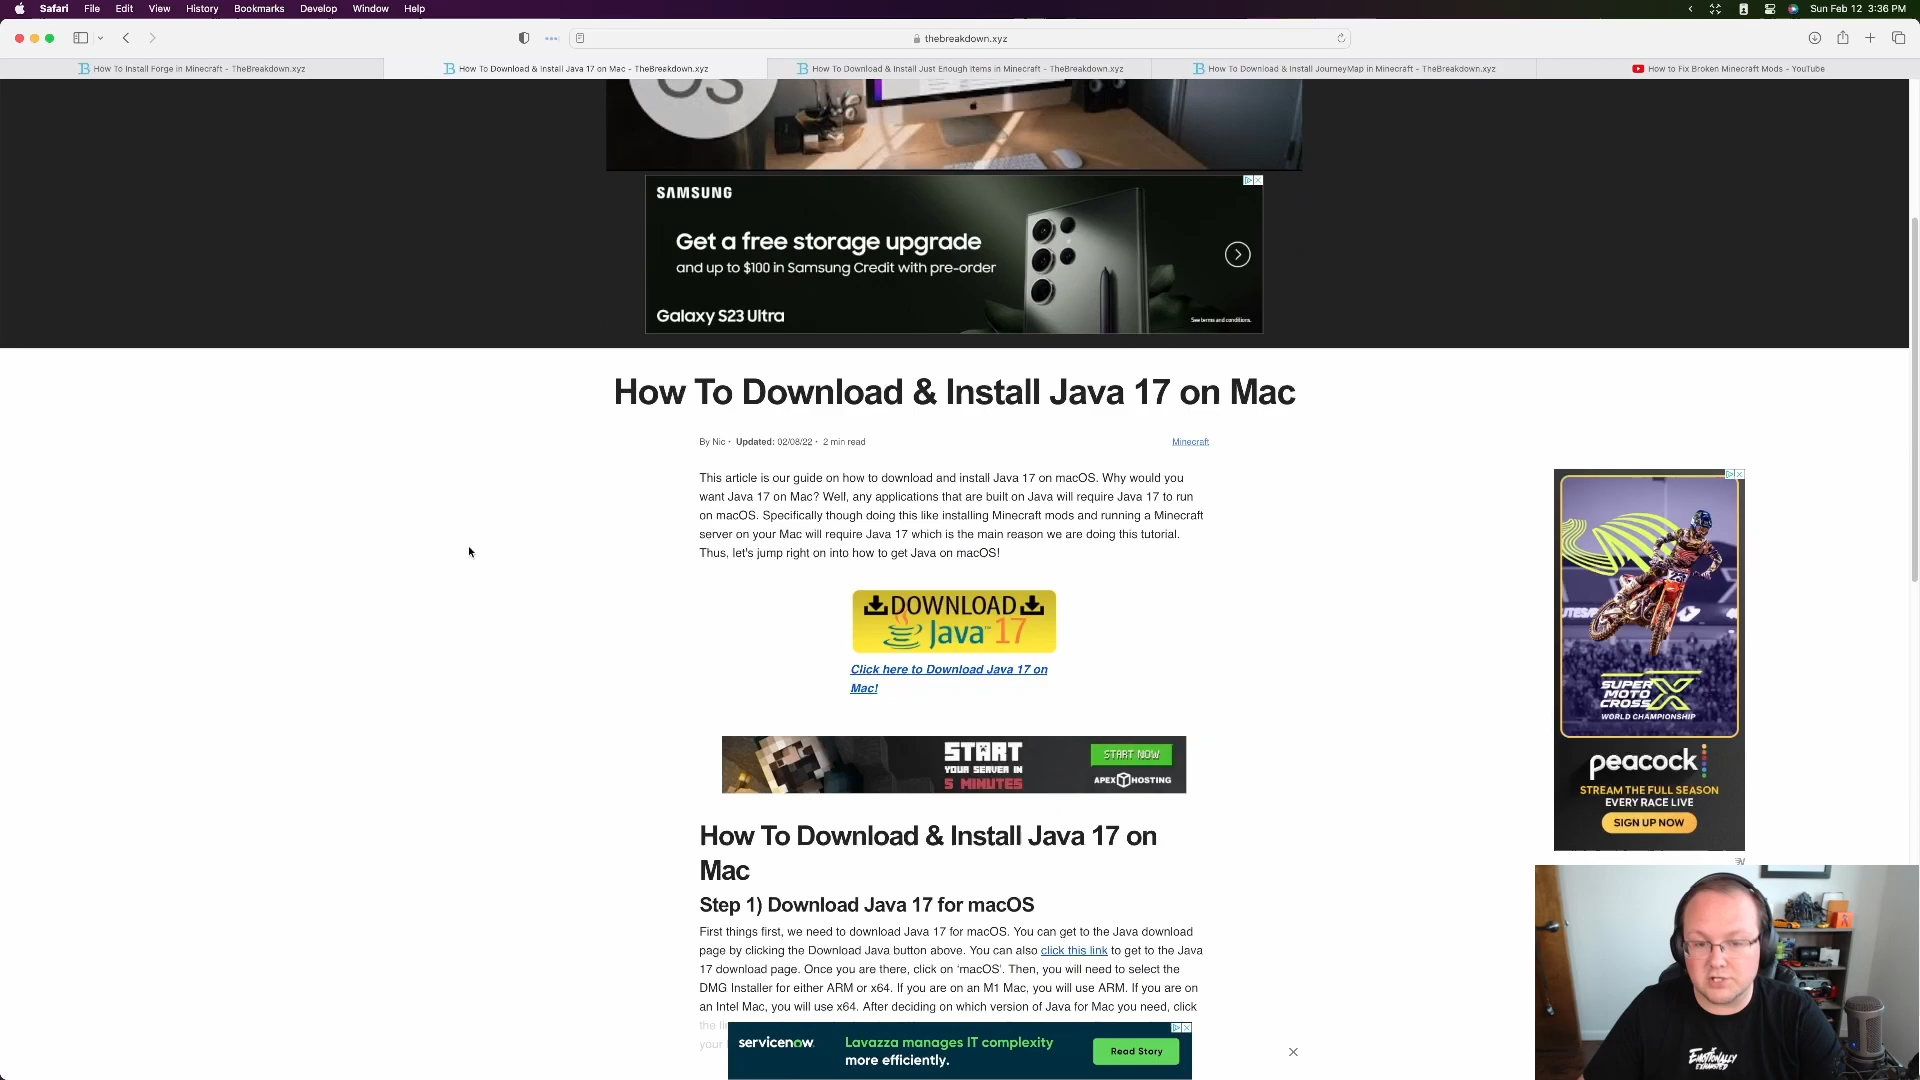 Safari File Edit View History Bookmarks Develop Window Help
Sun Feb 12 3:36 PM
thebreakdown.xyz
How To Install Forge in Minecraft - TheBreakdown.xyz
How To Download & Install Java 17 on Mac - TheBreakdown.xyz
How To Download & Install Just Enough Items in Minecraft - TheBreakdown.xyz
How To Download & Install JourneyMap in Minecraft - TheBreakdown.xyz
How to Fix Broken Minecraft Mods - YouTube
OS
SAMSUNG
Get a free storage upgrade
and up to $100 in Samsung Credit with pre-order
Galaxy S23 Ultra
See terms and conditions.
How To Download & Install Java 17 on Mac
By Nic · Updated: 02/08/22 · 2 min read
Minecraft
This article is our guide on how to download and install Java 17 on macOS. Why would you
want Java 17 on Mac? Well, any applications that are built on Java will require Java 17 to run
on macOS. Specifically though doing this like installing Minecraft mods and running a Minecraft
server on your Mac will require Java 17 which is the main reason we are doing this tutorial.
Thus, let's jump right on into how to get Java on macOS!
DOWNLOAD
Java™ 17
Click here to Download Java 17 on
Mac!
START
YOUR SERVER IN
5 MINUTES
START NOW
APEX HOSTING
How To Download & Install Java 17 on
Mac
Step 1) Download Java 17 for macOS
First things first, we need to download Java 17 for macOS. You can get to the Java download
page by clicking the Download Java button above. You can also click this link to get to the Java
17 download page. Once you are there, click on ‘macOS’. Then, you will need to select the
DMG Installer for either ARM or x64. If you are on an M1 Mac, you will use ARM. If you are on
an Intel Mac, you will use x64. After deciding on which version of Java for Mac you need, click
the
your
servicenow
Lavazza manages IT complexity
more efficiently.
Read Story
SUPER
MOTO
CROSS
WORLD CHAMPIONSHIP
peacock
STREAM THE FULL SEASON
EVERY RACE LIVE
SIGN UP NOW
EMOTIONALLY
EXHAUSTED